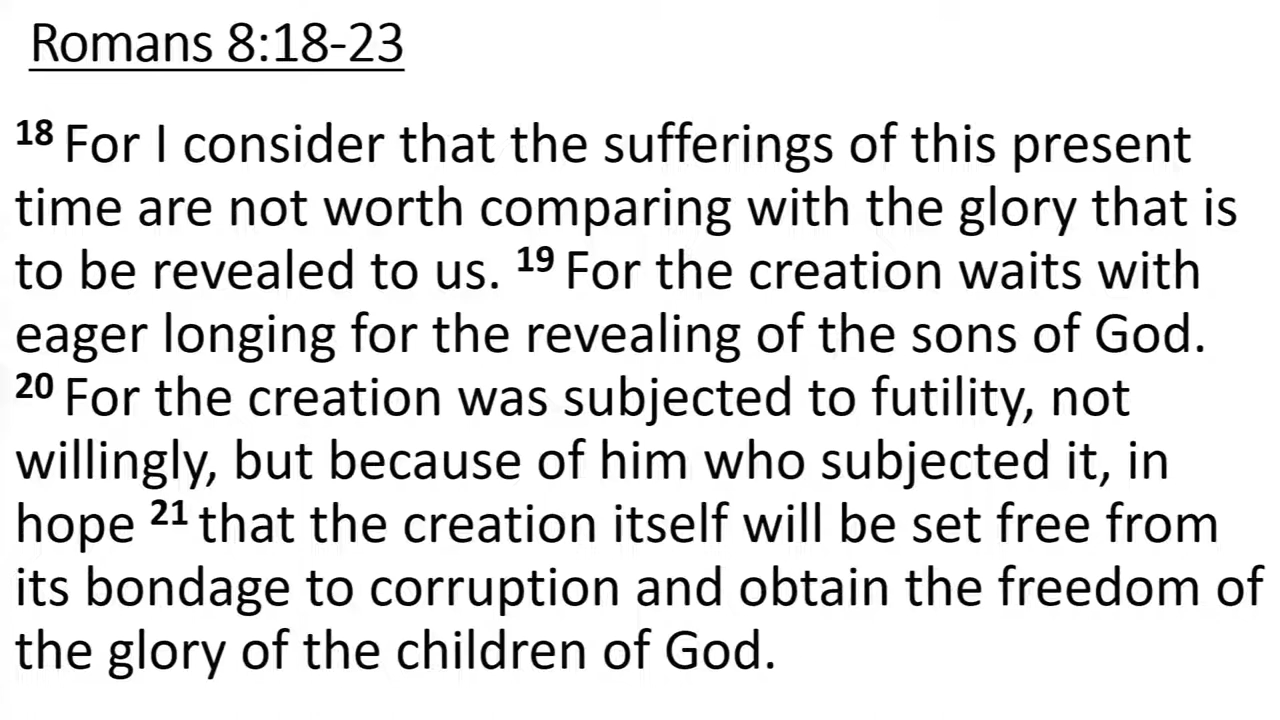 Romans 8:18-23
18 For I consider that the sufferings of this present
time are not worth comparing with the glory that is
to be revealed to us. 19 For the creation waits with
eager longing for the revealing of the sons of God.
20 For the creation was subjected to futility, not
willingly, but because of him who subjected it, in
hope 21 that the creation itself will be set free from
its bondage to corruption and obtain the freedom of
the glory of the children of God.